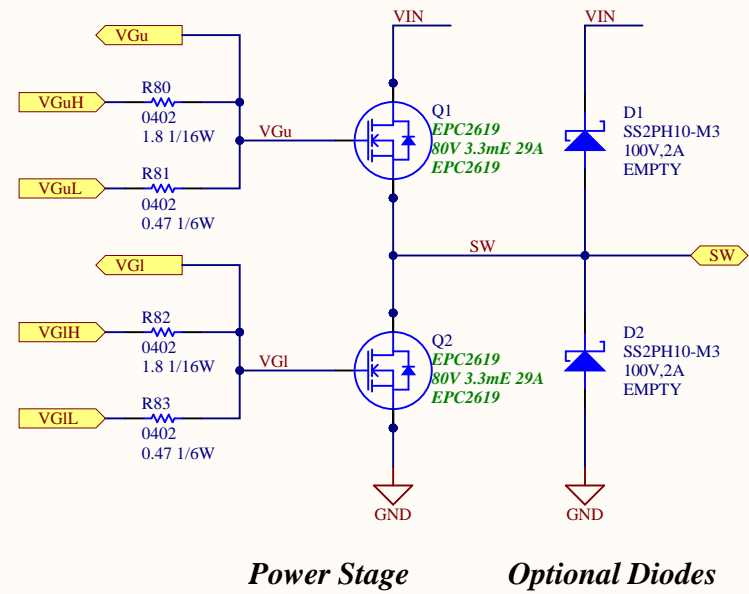 VIN
VIN
VGu
R80
VGuH
0402
1.8 1/16W
VGu
Q1
EPC2619
80V 3.3mE 29A
EPC2619
D1
SS2PH10-M3
100V,2A
EMPTY
R81
VGuL
0402
0.47 1/6W
SW
SW
VGl
R82
VGlH
0402
1.8 1/16W
VGl
Q2
EPC2619
80V 3.3mE 29A
EPC2619
D2
SS2PH10-M3
100V,2A
EMPTY
R83
VGlL
0402
0.47 1/6W
GND
GND
Power Stage
Optional Diodes